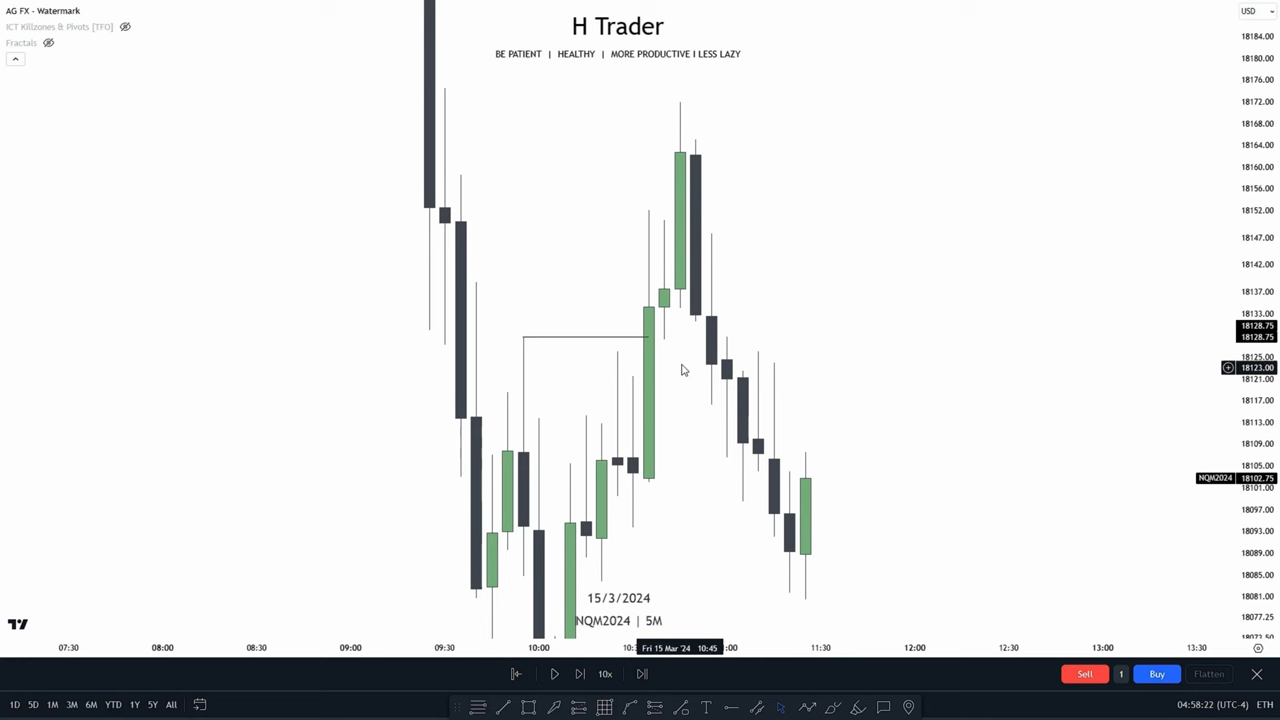 AG FX - Watermark
ICT Killzones & Pivots [TFO]
Fractals
H Trader
BE PATIENT | HEALTHY | MORE PRODUCTIVE I LESS LAZY
USD
18184.00
18180.00
18176.00
18172.00
18168.00
18164.00
18160.00
18156.00
18152.00
18147.00
18142.00
18137.00
18133.00
18128.75
18128.75
18125.00
18123.00
18121.00
18117.00
18113.00
18109.00
18105.00
NQM2024 18102.75
18101.00
18097.00
18093.00
18089.00
18085.00
18081.00
18077.25
18072.50
15/3/2024
NQM2024 | 5M
07:30 08:00 08:30 09:00 09:30 10:00 10:3 Fri 15 Mar '24 10:45 :00 11:30 12:00 12:30 13:00 13:30
10x
Sell 1 Buy Flatten
1D 5D 1M 3M 6M YTD 1Y 5Y All
04:58:22 (UTC-4) ETH